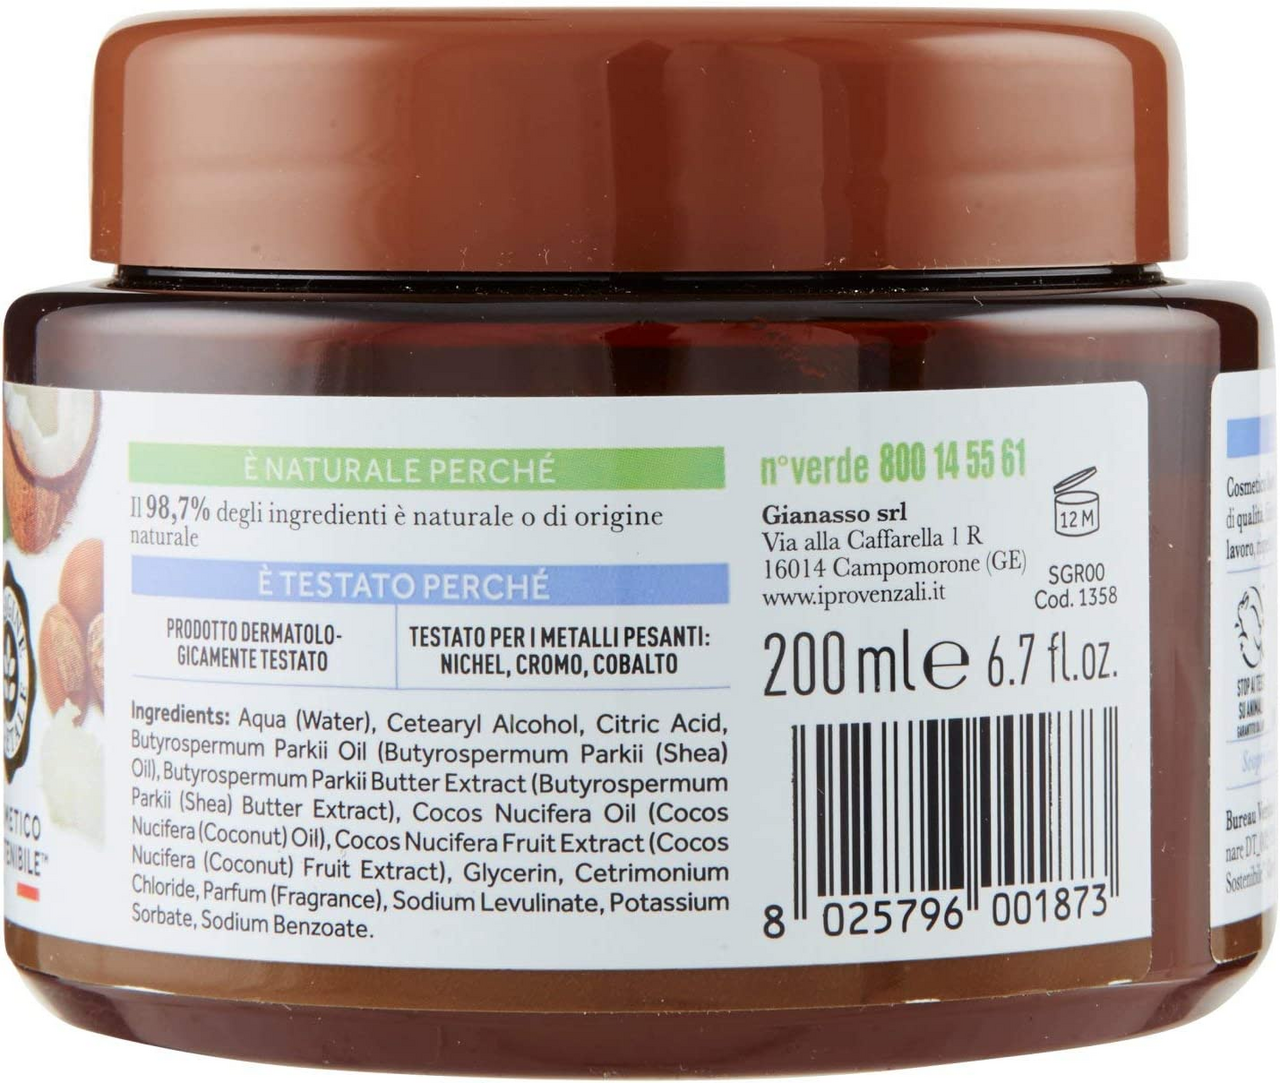 È NATURALE PERCHÉ
Il 98,7% degli ingredienti è naturale o di origine
naturale
È TESTATO PERCHÉ
PRODOTTO DERMATOLO-
GICAMENTE TESTATO
TESTATO PER I METALLI PESANTI:
NICHEL, CROMO, COBALTO
Ingredients: Aqua (Water), Cetearyl Alcohol, Citric Acid,
Butyrospermum Parkii Oil (Butyrospermum Parkii (Shea)
Oil), Butyrospermum Parkii Butter Extract (Butyrospermum
Parkii (Shea) Butter Extract), Cocos Nucifera Oil (Cocos
Nucifera (Coconut) Oil), Cocos Nucifera Fruit Extract (Cocos
Nucifera (Coconut) Fruit Extract), Glycerin, Cetrimonium
Chloride, Parfum (Fragrance), Sodium Levulinate, Potassium
Sorbate, Sodium Benzoate.
n°verde 800 14 55 61
Gianasso srl
Via alla Caffarella 1 R
16014 Campomorone (GE)
www.iprovenzali.it
12 M
SGR00
Cod. 1358
200 ml e 6.7 fl.oz.
8 025796 001873
di qualità,
lavoro,
STOP AI
SU ANIMAL
Bureau